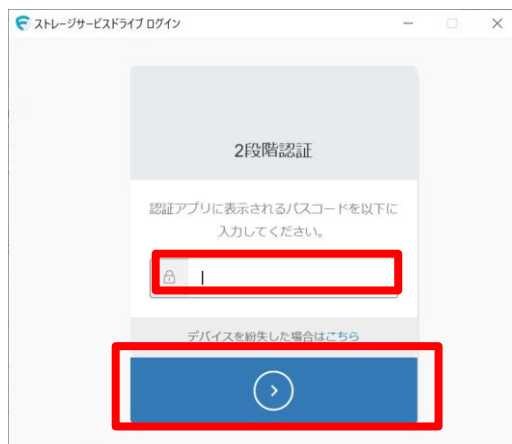 ストレージサービスドライブ ログイン
2段階認証
認証アプリに表示されるパスコードを以下に
入力してください。
デバイスを紛失した場合はこちら